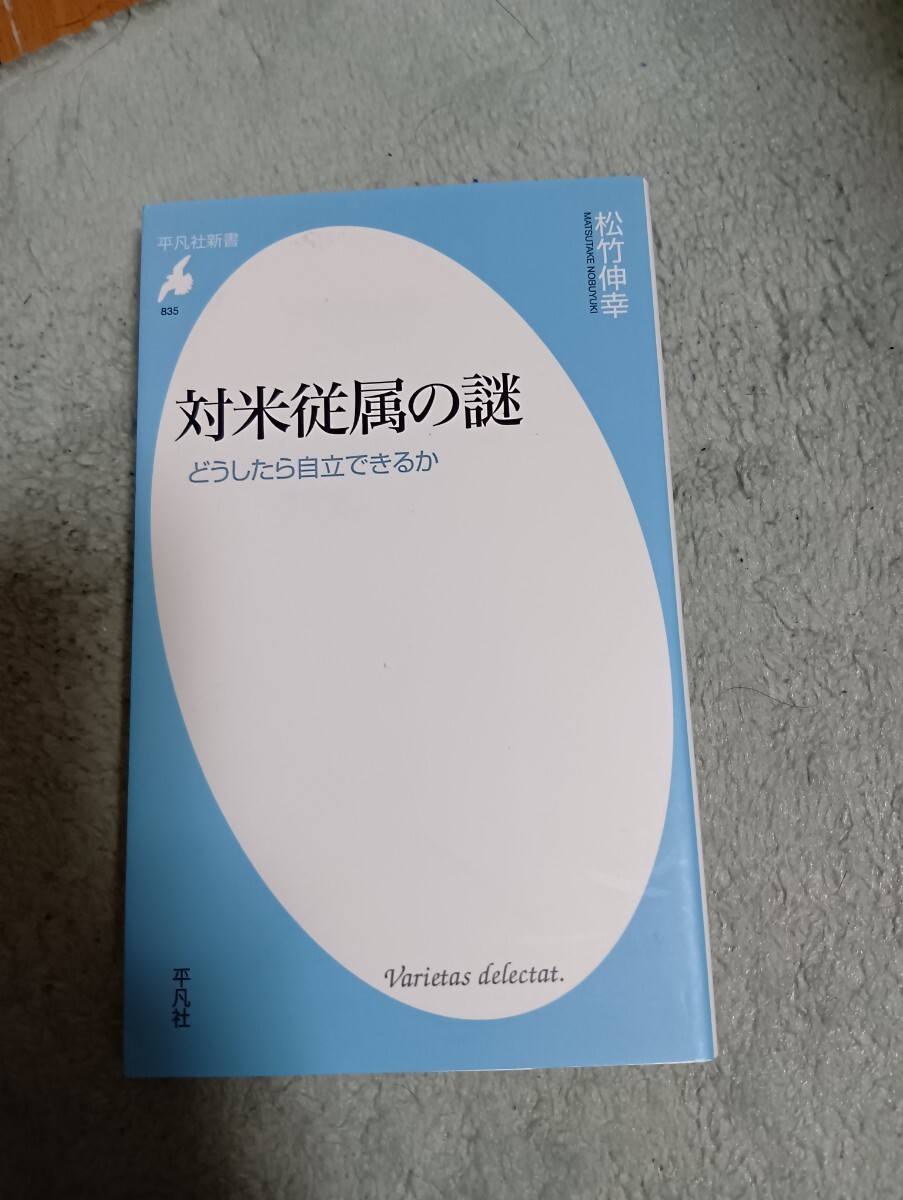 平凡社新書
835
松竹伸幸
MATSUTAKE NOBUYUKI
対米従属の謎
どうしたら自立できるか
Varietas delectat.
平凡社